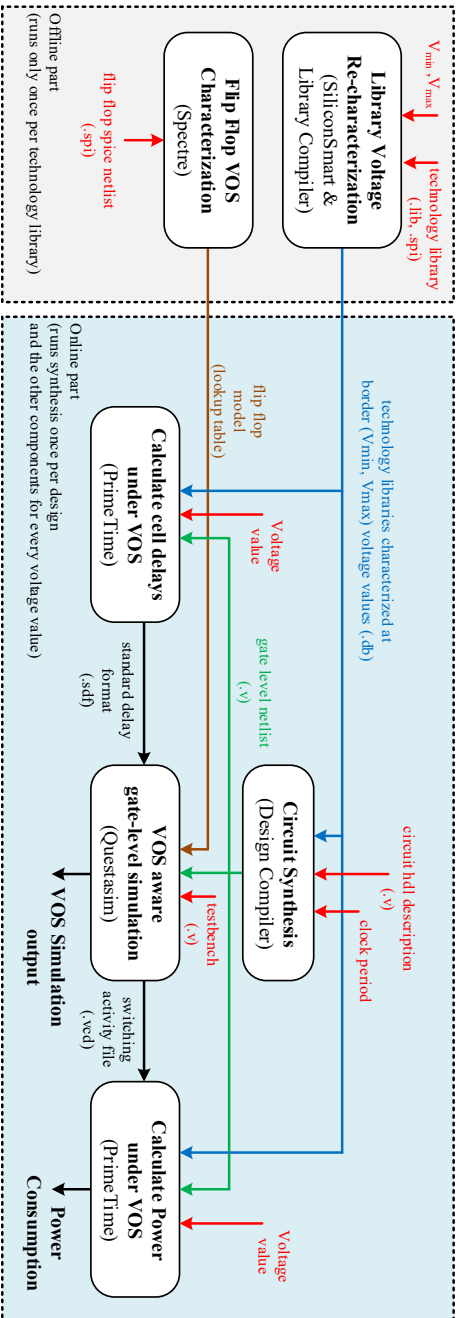 V_min , V_max
technology library
(.lib, .spi)
Library Voltage
Re-characterization
(SiliconSmart &
Library Compiler)
Flip Flop VOS
Characterization
(Spectre)
flip flop spice netlist
(.spi)
Offline part
(runs only once per technology library)
technology libraries characterized at
border (Vmin, Vmax) voltage values (.db)
circuit hdl description
(.v)
clock period
Circuit Synthesis
(Design Compiler)
gate level netlist
(.v)
flip flop
model
(lookup table)
Voltage
value
testbench
(.v)
Voltage
value
Calculate cell delays
under VOS
(PrimeTime)
standard delay
format
(.sdf)
VOS aware
gate-level simulation
(Questasim)
switching
activity file
(.vcd)
Calculate Power
under VOS
(PrimeTime)
VOS Simulation
output
Power
Consumption
Online part
(runs synthesis once per design
and the other components for every voltage value)